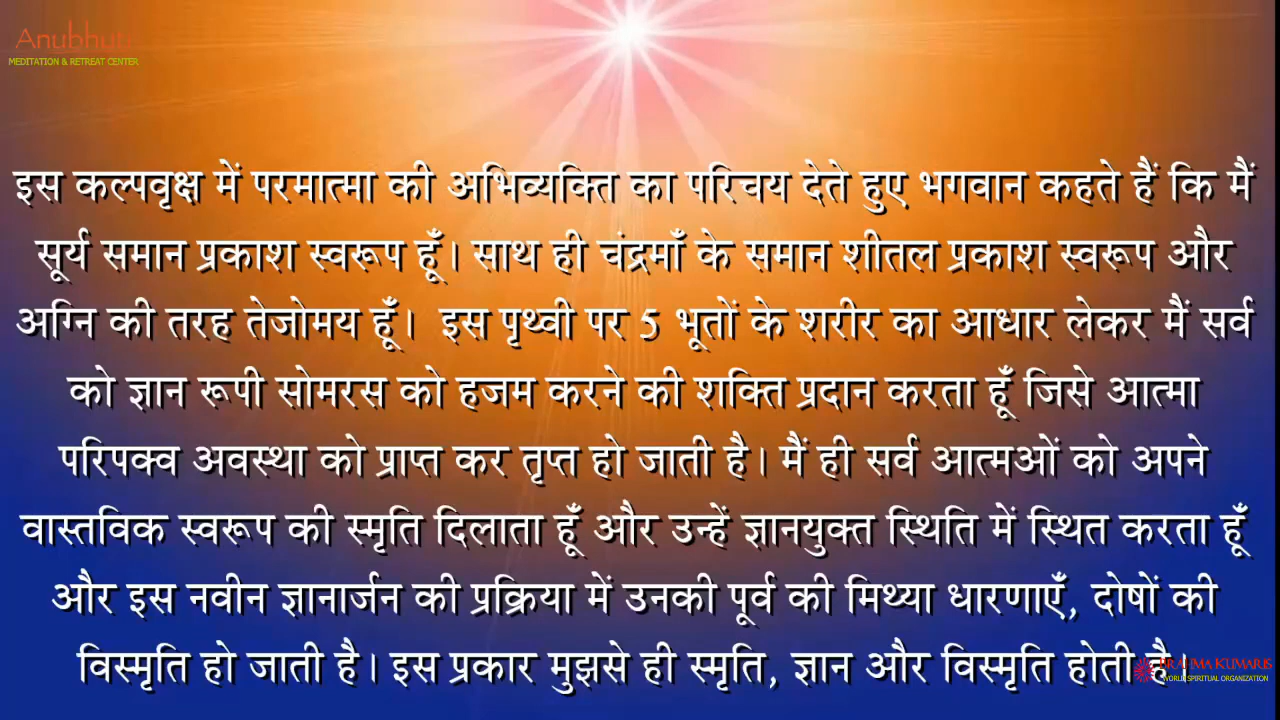 Anubhuti
MEDITATION & RETREAT CENTER
इस कल्पवृक्ष में परमात्मा की अभिव्यक्ति का परिचय देते हुए भगवान कहते हैं कि मैं
सूर्य समान प्रकाश स्वरूप हूँ। साथ ही चंद्रमाँ के समान शीतल प्रकाश स्वरूप और
अग्नि की तरह तेजोमय हूँ। इस पृथ्वी पर 5 भूतों के शरीर का आधार लेकर मैं सर्व
को ज्ञान रूपी सोमरस को हजम करने की शक्ति प्रदान करता हूँ जिसे आत्मा
परिपक्व अवस्था को प्राप्त कर तृप्त हो जाती है। मैं ही सर्व आत्मओं को अपने
वास्तविक स्वरूप की स्मृति दिलाता हूँ और उन्हें ज्ञानयुक्त स्थिति में स्थित करता हूँ
और इस नवीन ज्ञानार्जन की प्रक्रिया में उनकी पूर्व की मिथ्या धारणाएँ, दोषों की
विस्मृति हो जाती है। इस प्रकार मुझसे ही स्मृति, ज्ञान और विस्मृति होती है।
BRAHMA KUMARIS
WORLD SPIRITUAL ORGANIZATION